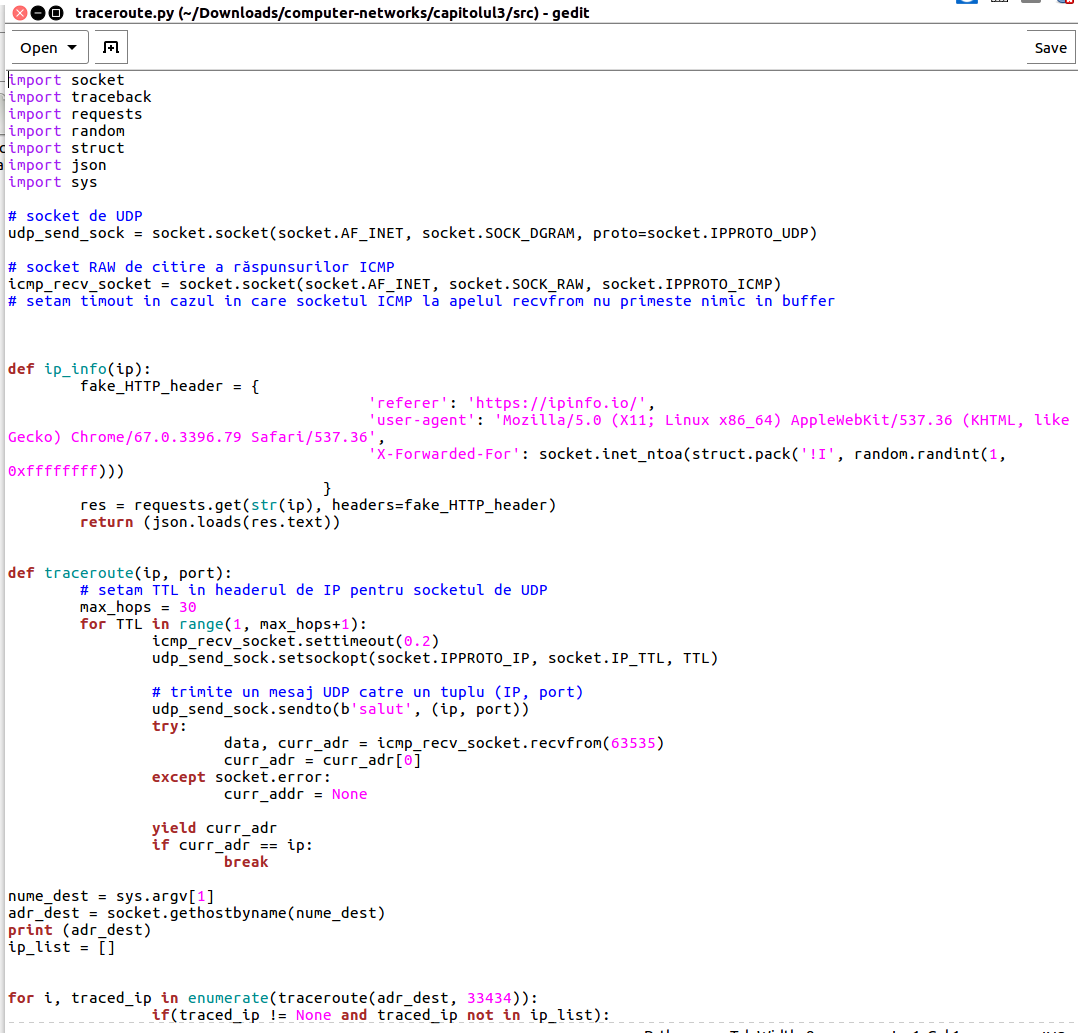 traceroute.py (~/Downloads/computer-networks/capitolul3/src) - gedit
Open
Save
import socket
import traceback
import requests
import random
import struct
import json
import sys
# socket de UDP
udp_send_sock = socket.socket(socket.AF_INET, socket.SOCK_DGRAM, proto=socket.IPPROTO_UDP)
# socket RAW de citire a răspunsurilor ICMP
icmp_recv_socket = socket.socket(socket.AF_INET, socket.SOCK_RAW, socket.IPPROTO_ICMP)
# setam timout in cazul in care socketul ICMP la apelul recvfrom nu primeste nimic in buffer
def ip_info(ip):
        fake_HTTP_header = {
                                        'referer': 'https://ipinfo.io/',
                                        'user-agent': 'Mozilla/5.0 (X11; Linux x86_64) AppleWebKit/537.36 (KHTML, like
Gecko) Chrome/67.0.3396.79 Safari/537.36',
                                        'X-Forwarded-For': socket.inet_ntoa(struct.pack('!I', random.randint(1,
0xffffffff)))
                                   }
        res = requests.get(str(ip), headers=fake_HTTP_header)
        return (json.loads(res.text))
def traceroute(ip, port):
        # setam TTL in headerul de IP pentru socketul de UDP
        max_hops = 30
        for TTL in range(1, max_hops+1):
                icmp_recv_socket.settimeout(0.2)
                udp_send_sock.setsockopt(socket.IPPROTO_IP, socket.IP_TTL, TTL)
                # trimite un mesaj UDP catre un tuplu (IP, port)
                udp_send_sock.sendto(b'salut', (ip, port))
                try:
                        data, curr_adr = icmp_recv_socket.recvfrom(63535)
                        curr_adr = curr_adr[0]
                except socket.error:
                        curr_addr = None
                yield curr_adr
                if curr_adr == ip:
                        break
nume_dest = sys.argv[1]
adr_dest = socket.gethostbyname(nume_dest)
print (adr_dest)
ip_list = []
for i, traced_ip in enumerate(traceroute(adr_dest, 33434)):
                if(traced_ip != None and traced_ip not in ip_list):